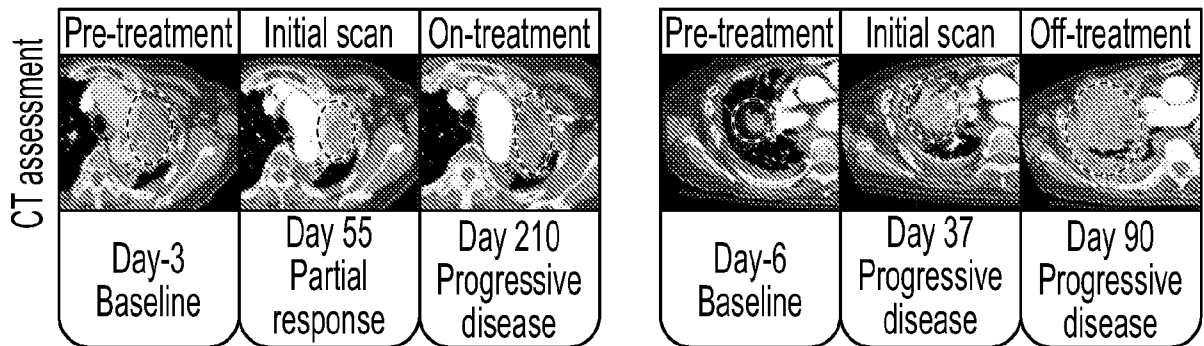 CT assessment
Pre-treatment Initial scan On-treatment
Day-3
Baseline
Day 55
Partial
response
Day 210
Progressive
disease
Pre-treatment Initial scan Off-treatment
Day-6
Baseline
Day 37
Progressive
disease
Day 90
Progressive
disease